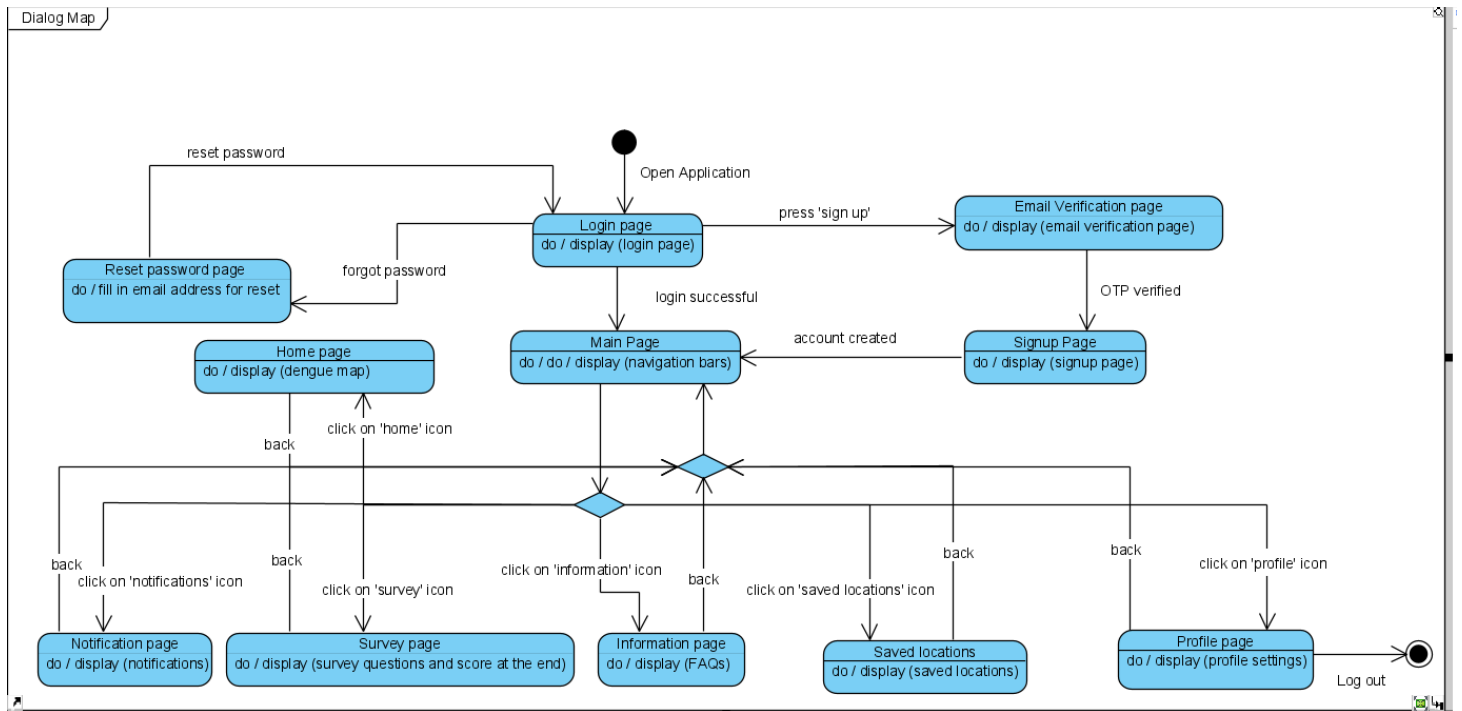 Dialog Map
reset password
Open Application
Login page
do / display (login page)
press 'sign up'
Email Verification page
do / display (email verification page)
Reset password page
do / fill in email address for reset
forgot password
login successful
OTP verified
Home page
do / display (dengue map)
Main Page
do / do / display (navigation bars)
account created
Signup Page
do / display (signup page)
back
click on 'home' icon
back
click on 'notifications' icon
back
click on 'survey' icon
click on 'information' icon
back
click on 'saved locations' icon
back
back
click on 'profile' icon
Notification page
do / display (notifications)
Survey page
do / display (survey questions and score at the end)
Information page
do / display (FAQs)
Saved locations
do / display (saved locations)
Profile page
do / display (profile settings)
Log out